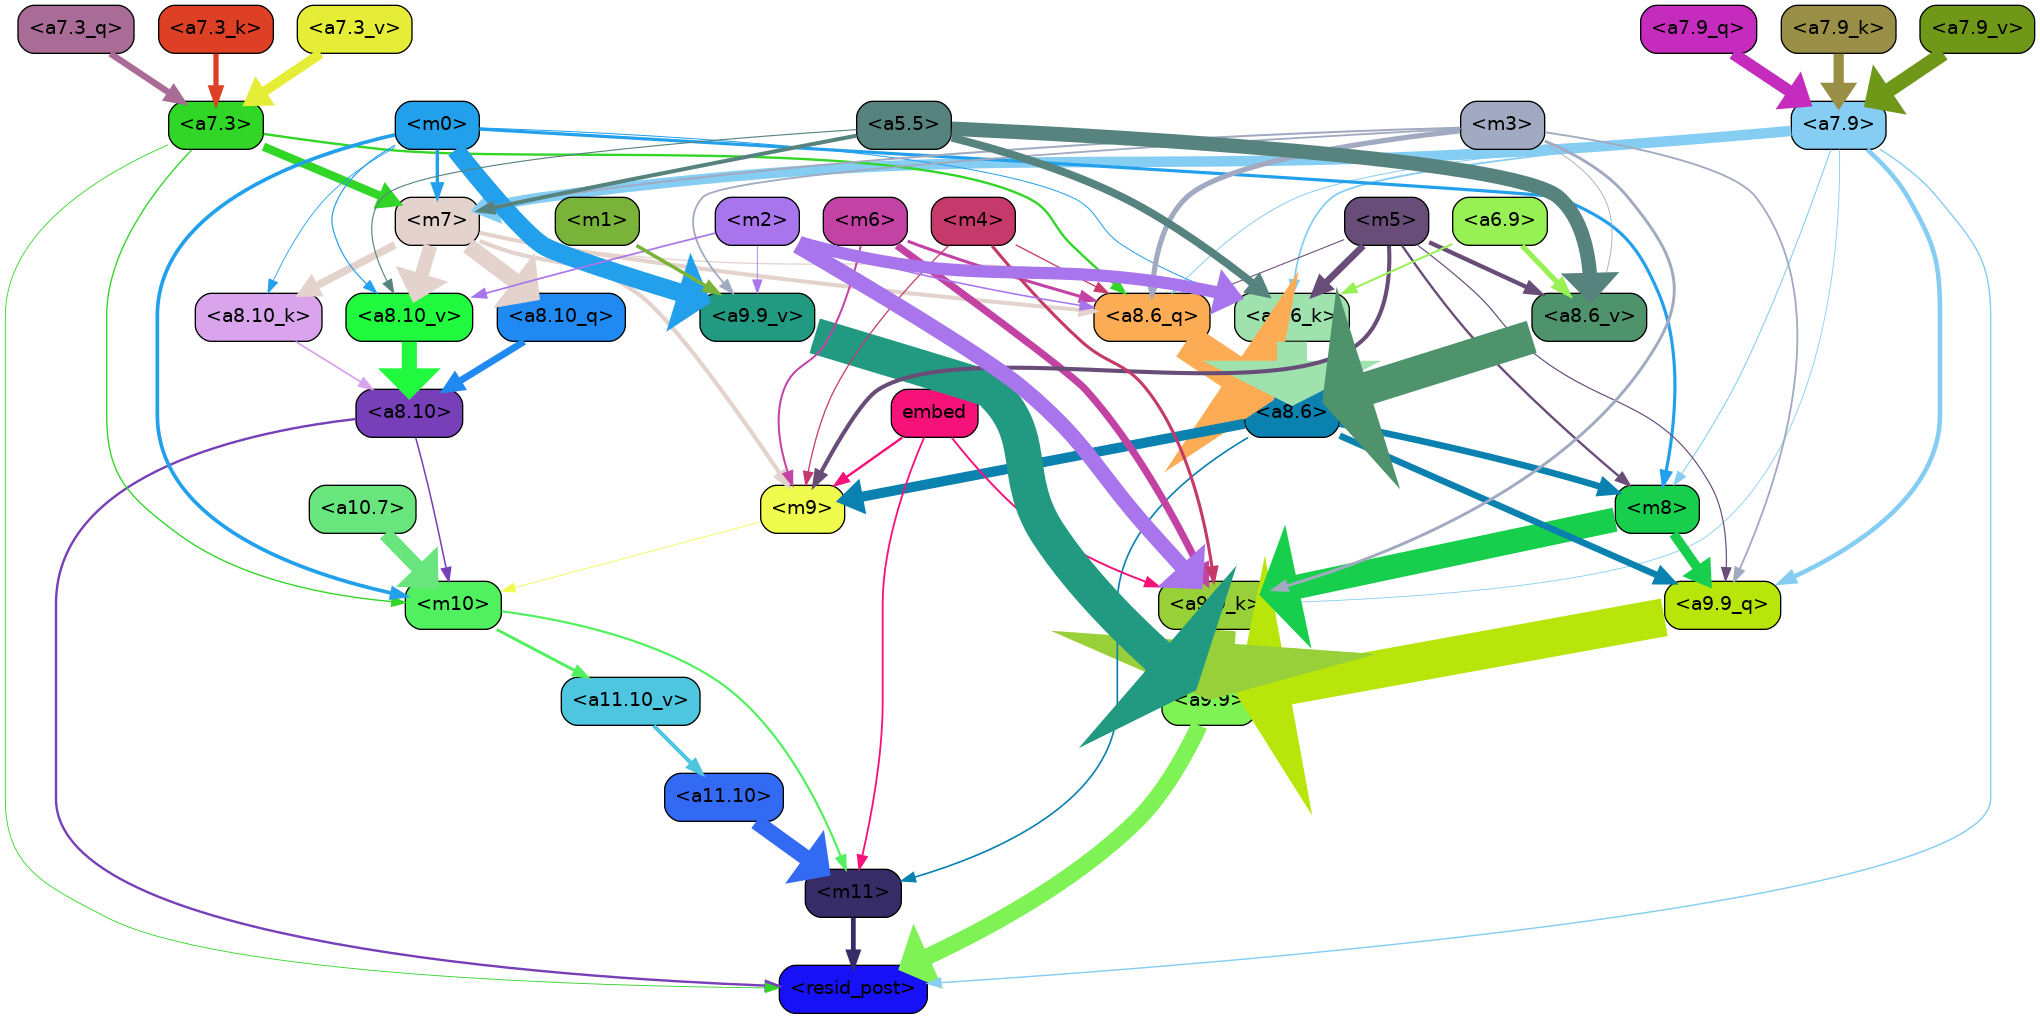 <a7.3_q> <a7.3_k> <a7.3_v> <a7.9_q> <a7.9_k> <a7.9_v>
<a7.3> <m0> <a5.5> <m3> <a7.9>
<m7> <m1> <m2> <m6> <m4> <m5> <a6.9>
<a8.10_k> <a8.10_v> <a8.10_q> <a9.9_v> <a8.6_q> <a8.6_k> <a8.6_v>
<a8.10> embed <a8.6>
<a10.7> <m9> <m8>
<m10> <a9.9_k> <a9.9_q>
<a11.10_v> <a9.9>
<a11.10>
<m11>
<resid_post>